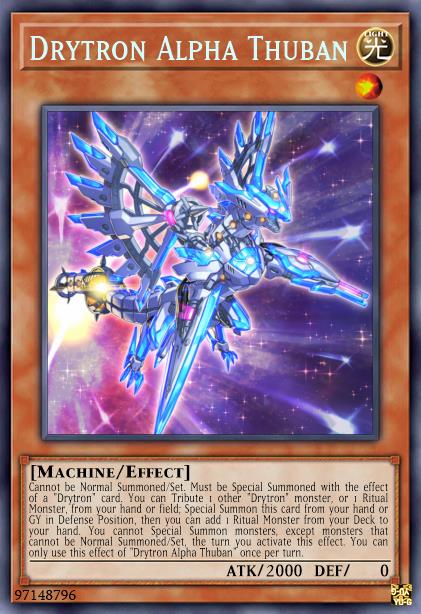 DRYTRON ALPHA THUBAN
LIGHT
光
[MACHINE/EFFECT]
Cannot be Normal Summoned/Set. Must be Special Summoned with the effect
of a "Drytron" card. You can Tribute 1 other "Drytron" monster, or 1 Ritual
Monster, from your hand or field; Special Summon this card from your hand or
GY in Defense Position, then you can add 1 Ritual Monster from your Deck to
your hand. You cannot Special Summon monsters, except monsters that
cannot be Normal Summoned/Set, the turn you activate this effect. You can
only use this effect of "Drytron Alpha Thuban" once per turn.
ATK/2000 DEF/ 0
97148796